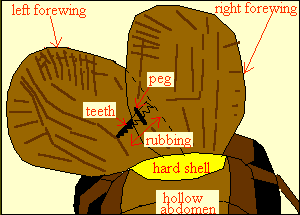 left forewing
right forewing
peg
teeth
rubbing
hard shell
hollow
abdomen